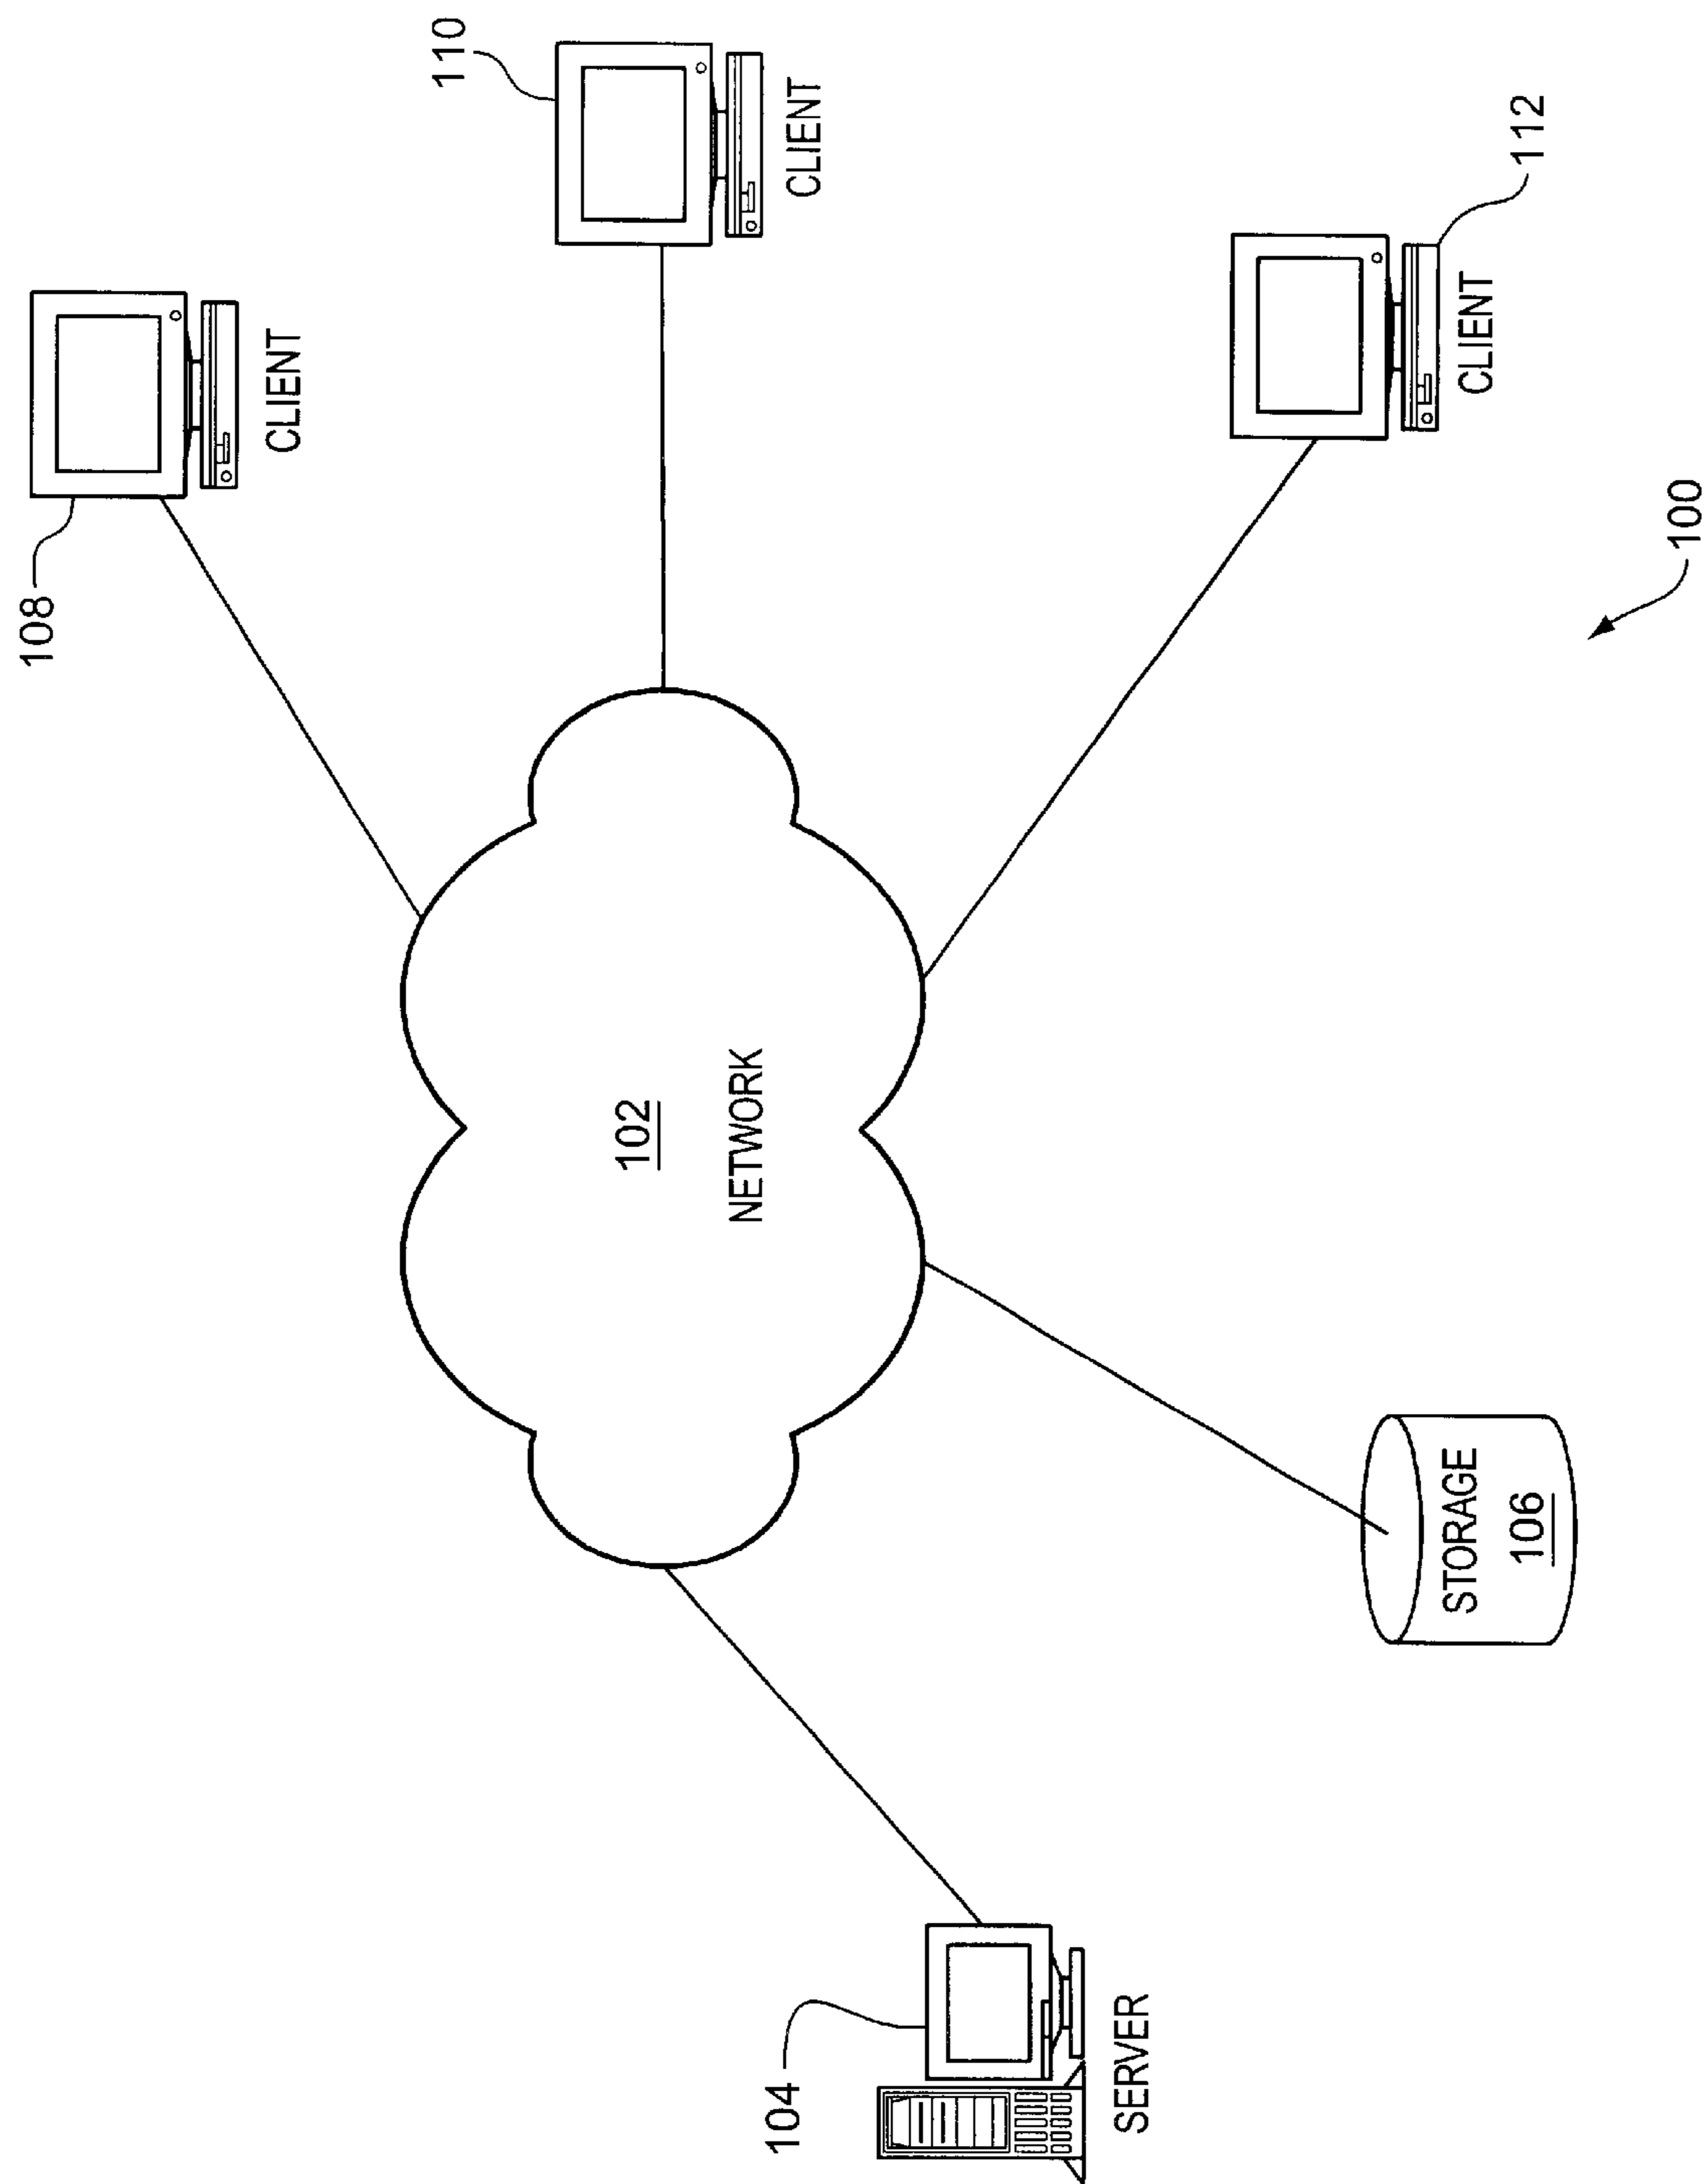 108
CLIENT
110
CLIENT
102
NETWORK
104
SERVER
STORAGE
106
CLIENT
112
100